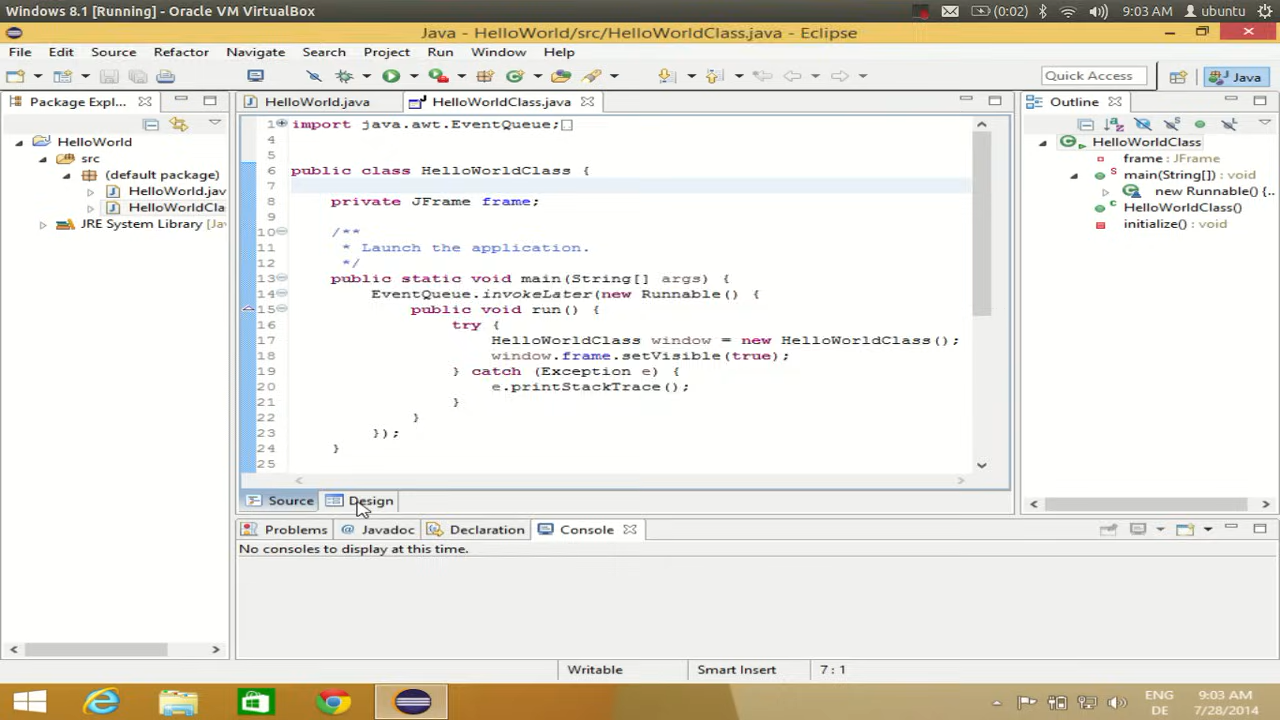 Windows 8.1 [Running] - Oracle VM VirtualBox
(0:02)
9:03 AM
ubuntu
Java - HelloWorld/src/HelloWorldClass.java - Eclipse
File Edit Source Refactor Navigate Search Project Run Window Help
Quick Access
Java
Package Expl...
HelloWorld
src
(default package)
HelloWorld.jav
HelloWorldCla
JRE System Library [Jav
HelloWorld.java
HelloWorldClass.java
1 import java.awt.EventQueue;
4
5
6 public class HelloWorldClass {
7
8 private JFrame frame;
9
10 /**
11 * Launch the application.
12 */
13 public static void main(String[] args) {
14 EventQueue.invokeLater(new Runnable() {
15 public void run() {
16 try {
17 HelloWorldClass window = new HelloWorldClass();
18 window.frame.setVisible(true);
19 } catch (Exception e) {
20 e.printStackTrace();
21 }
22 }
23 });
24 }
25
Source Design
Outline
HelloWorldClass
frame : JFrame
main(String[]) : void
new Runnable() {..
HelloWorldClass()
initialize() : void
Problems @ Javadoc Declaration Console
No consoles to display at this time.
Writable Smart Insert 7 : 1
ENG
DE
9:03 AM
7/28/2014